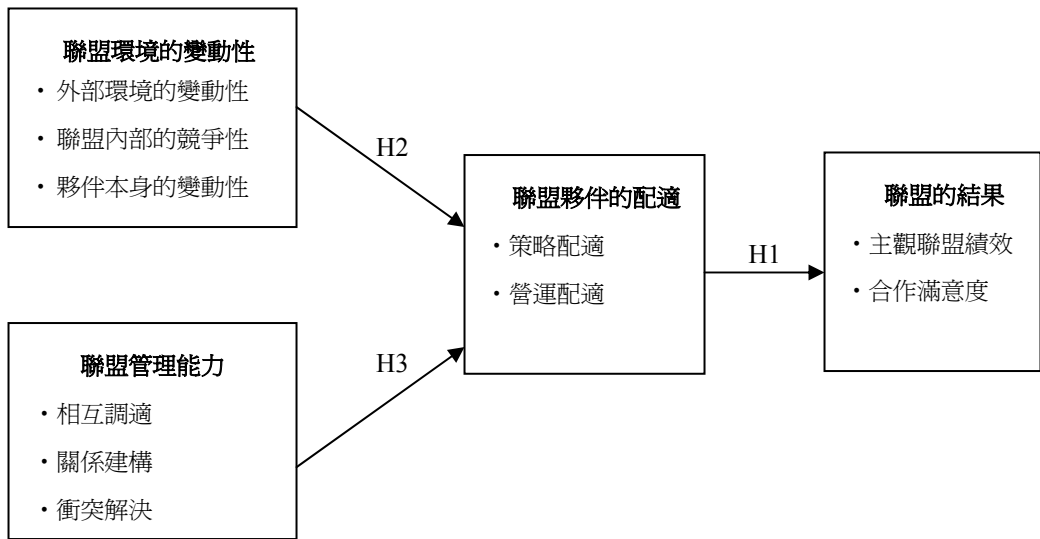 聯盟環境的變動性
・外部環境的變動性
・聯盟內部的競爭性
・夥伴本身的變動性
H2
聯盟夥伴的配適
・策略配適
・營運配適
H1
聯盟的結果
・主觀聯盟績效
・合作滿意度
聯盟管理能力
・相互調適
・關係建構
・衝突解決
H3